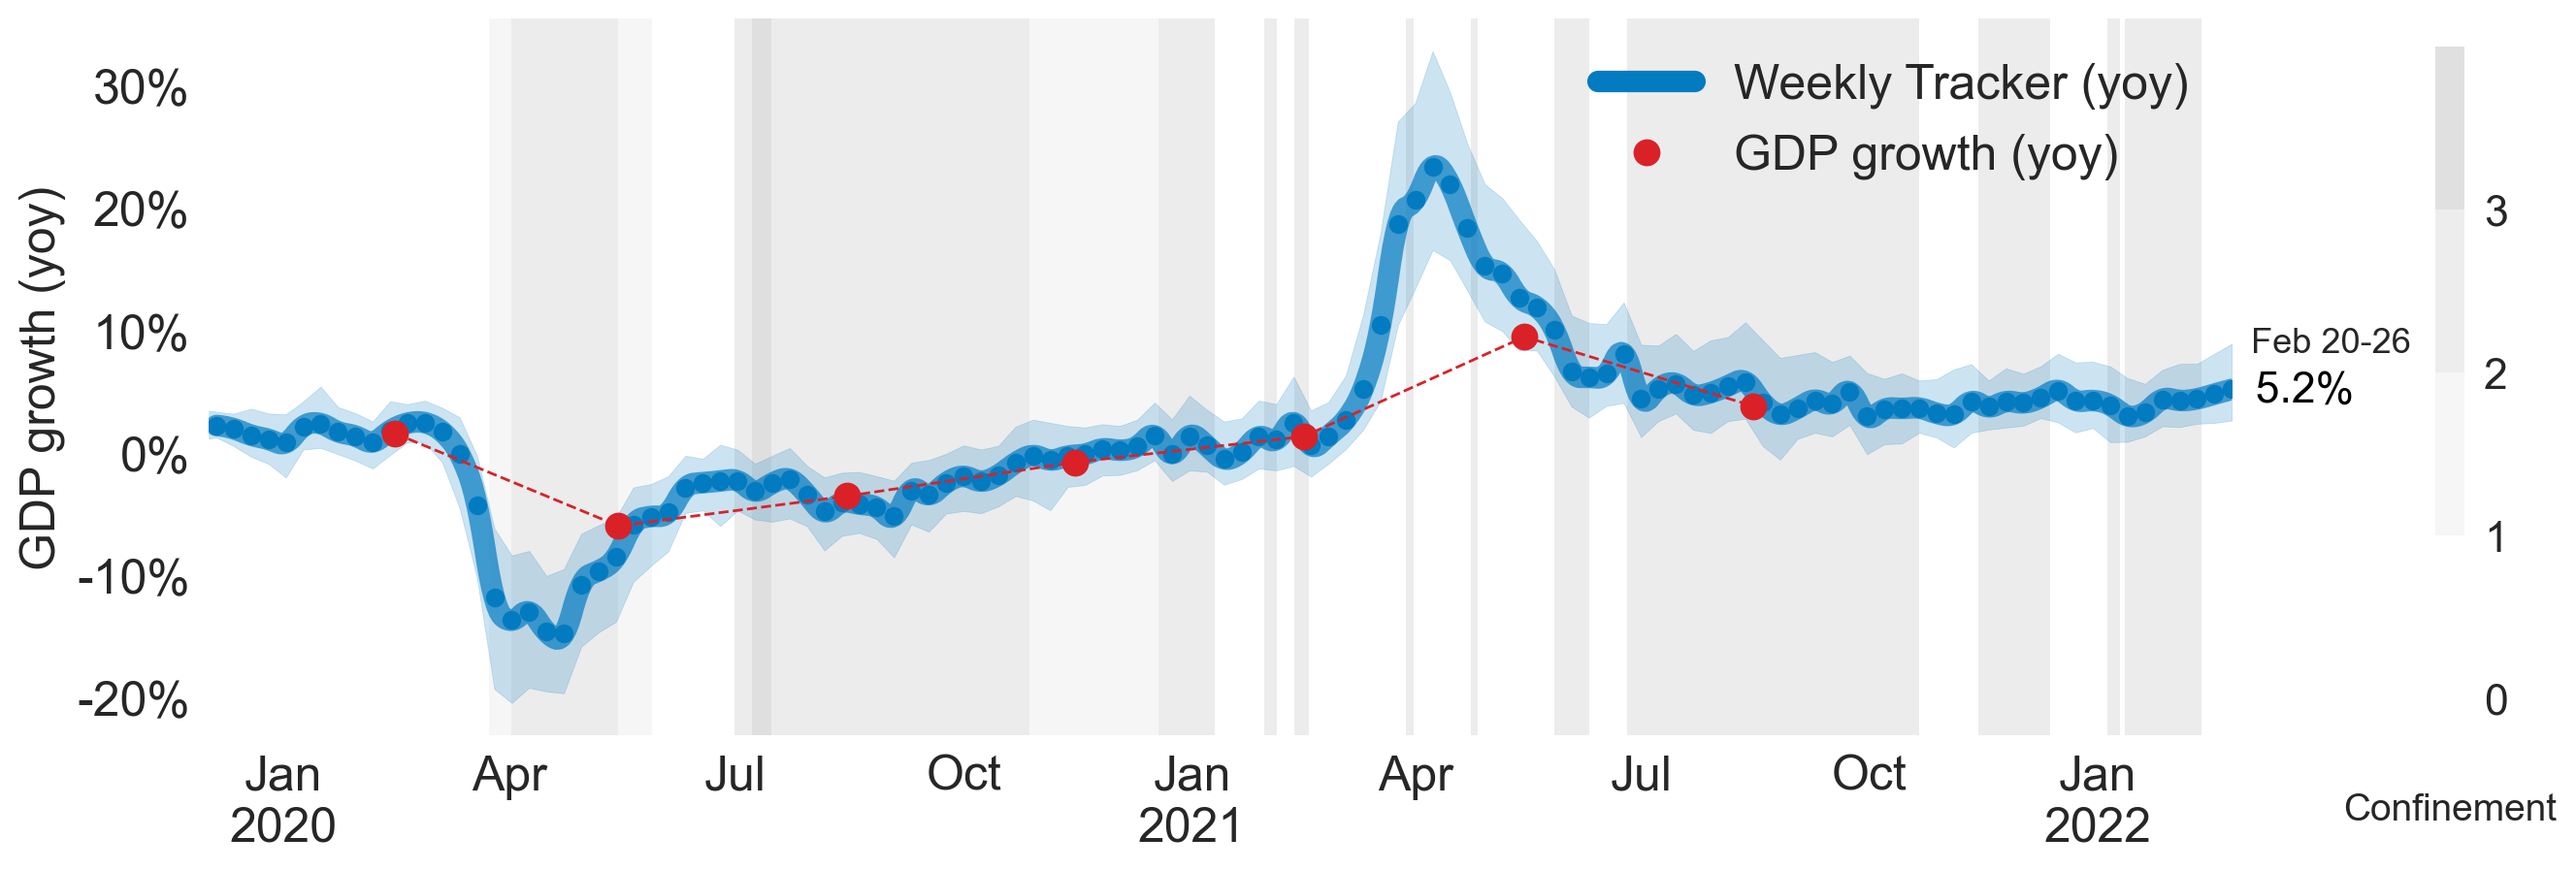 GDP growth (yoy)
30%
20%
10%
0%
-10%
-20%
Weekly Tracker (yoy)
GDP growth (yoy)
Feb 20-26
5.2%
3
2
1
0
Jan
2020
Apr
Jul
Oct
Jan
2021
Apr
Jul
Oct
Jan
2022
Confinement